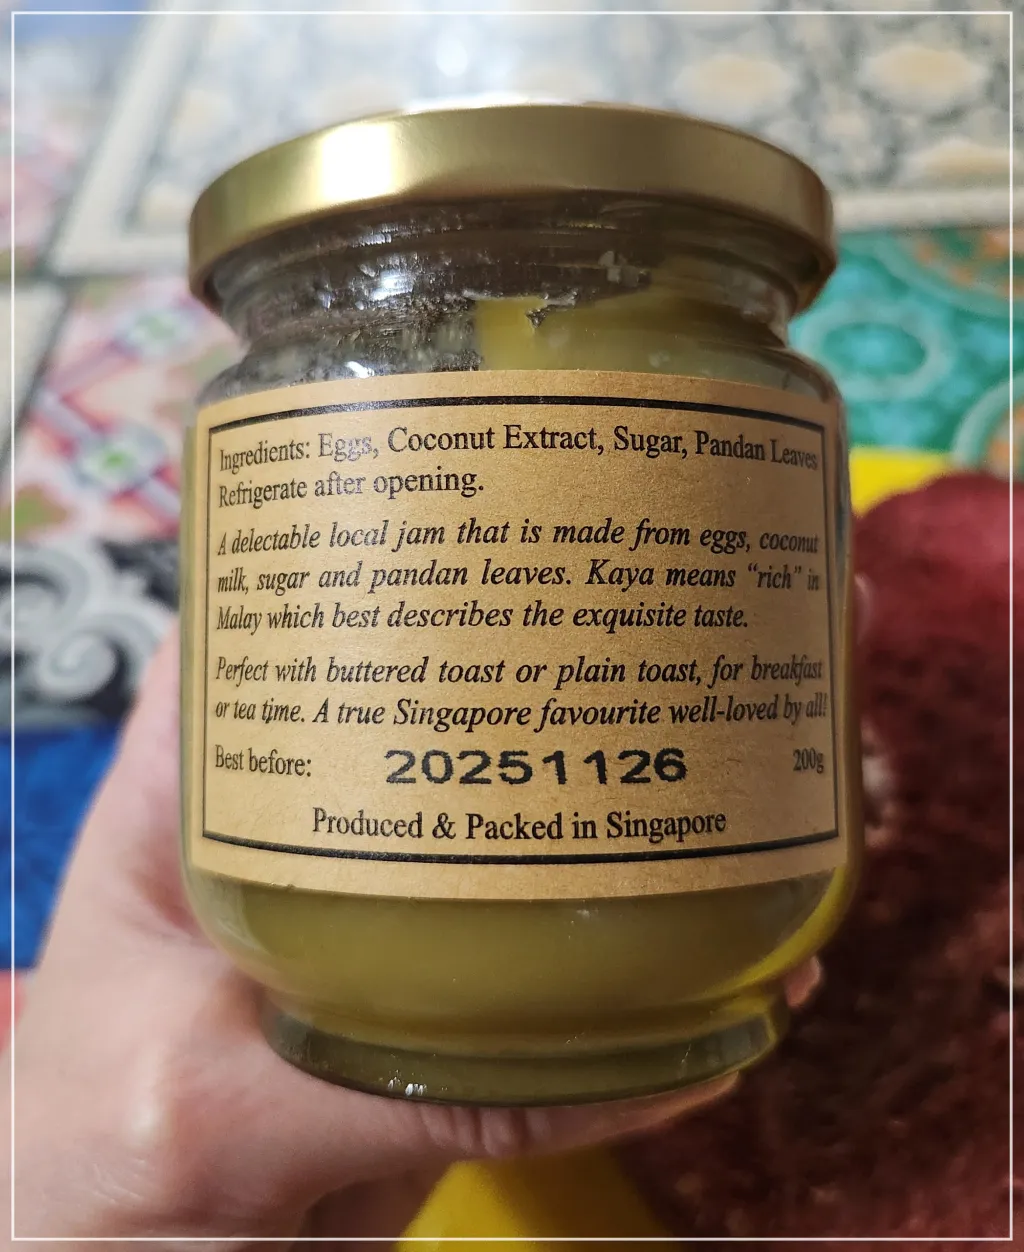 Ingredients: Eggs, Coconut Extract, Sugar, Pandan Leaves
Refrigerate after opening.
A delectable local jam that is made from eggs, coconut
milk, sugar and pandan leaves. Kaya means “rich” in
Malay which best describes the exquisite taste.
Perfect with buttered toast or plain toast, for breakfast
or tea time. A true Singapore favourite well-loved by all!
Best before: 20251126 200g
Produced & Packed in Singapore